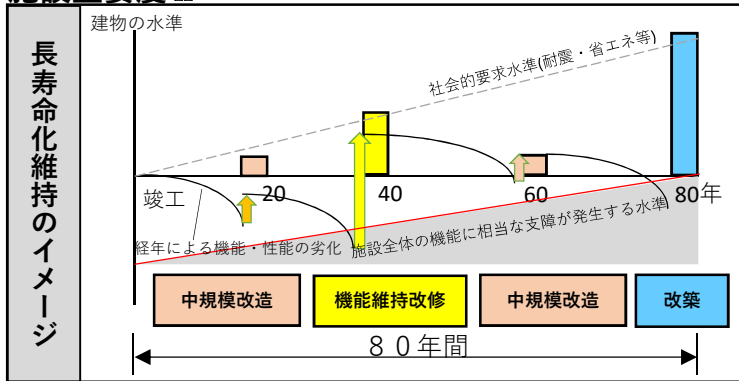 建物の水準
長寿命化維持のイメージ
社会的要求水準(耐震・省エネ等)
竣工
20
40
60
80年
経年による機能・性能の劣化
施設全体の機能に相当な支障が発生する水準
中規模改造
機能維持改修
中規模改造
改築
80年間